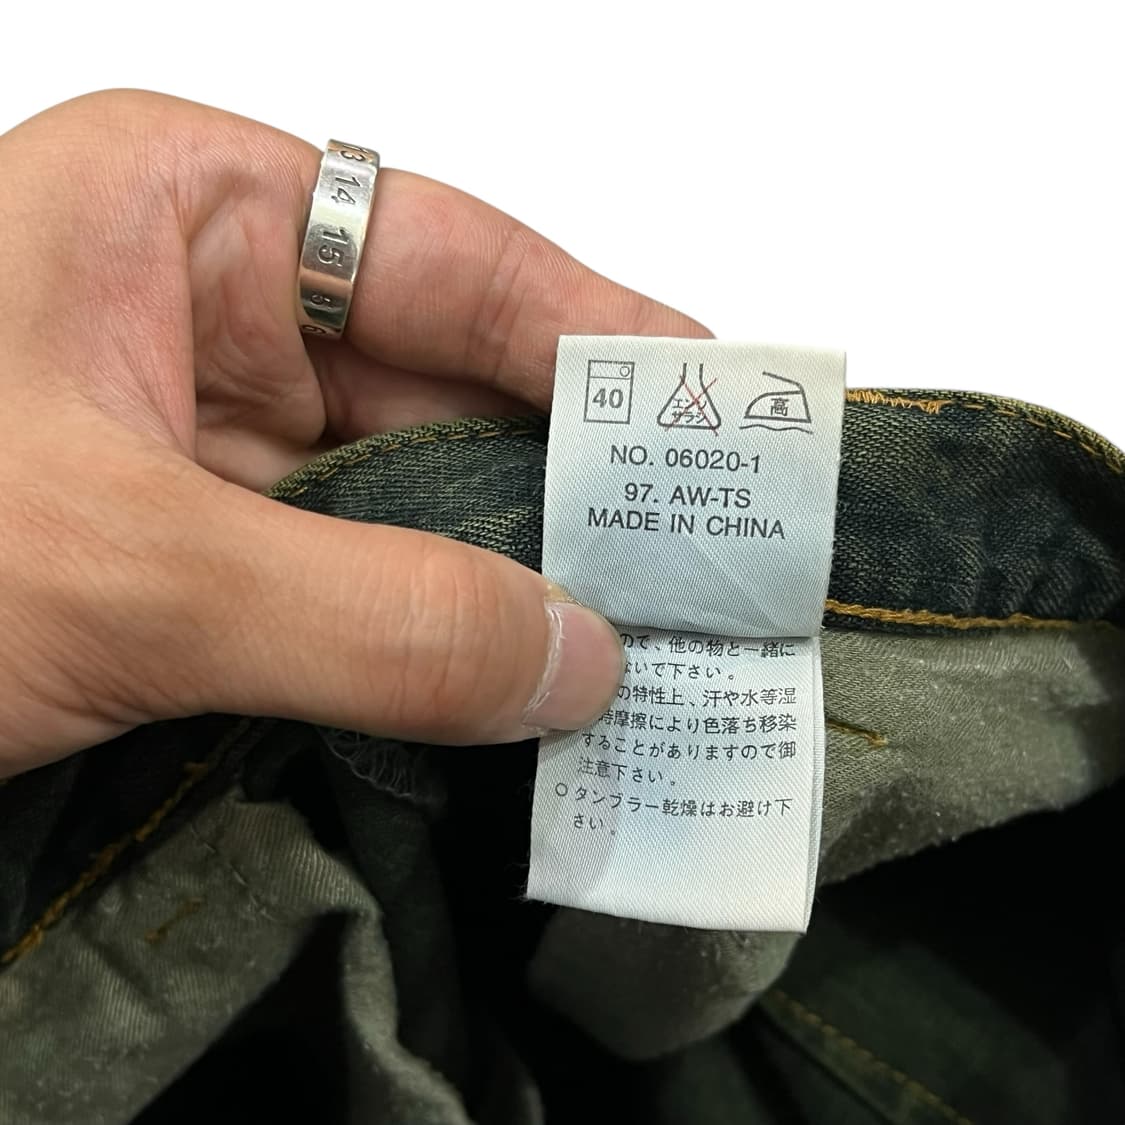 13
14
15
40
エンソ
サラシ
高
NO. 06020-1
97. AW-TS
MADE IN CHINA
ので、他の物と一緒に
ないで下さい。
の特性上、汗や水等湿
時摩擦により色落ち移染
することがありますので御
注意下さい。
○タンブラー乾燥はお避け下
さい。